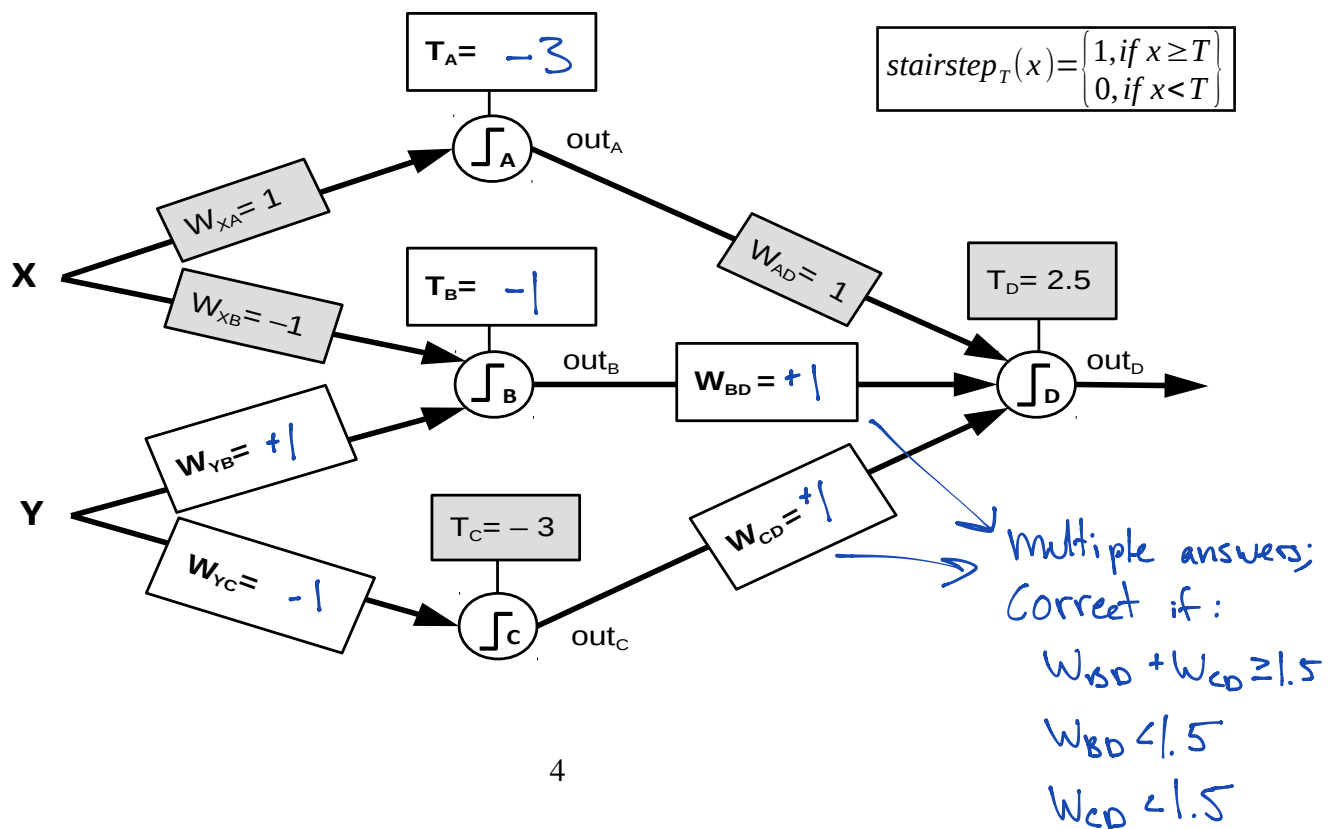 T_A= -3
stairstep_T(x)={1, if x≥T
0, if x<T}
out_A
A
W_XA= 1
W_AD= 1
X
T_B= -1
T_D= 2.5
W_XB= −1
out_B
W_BD= +1
out_D
B
D
W_YB= +1
Y
T_C= − 3
W_CD= +1
W_YC= -1
C
out_C
Multiple answers;
Correct if:
W_BD + W_CD ≥1.5
W_BD <1.5
W_CD <1.5
4